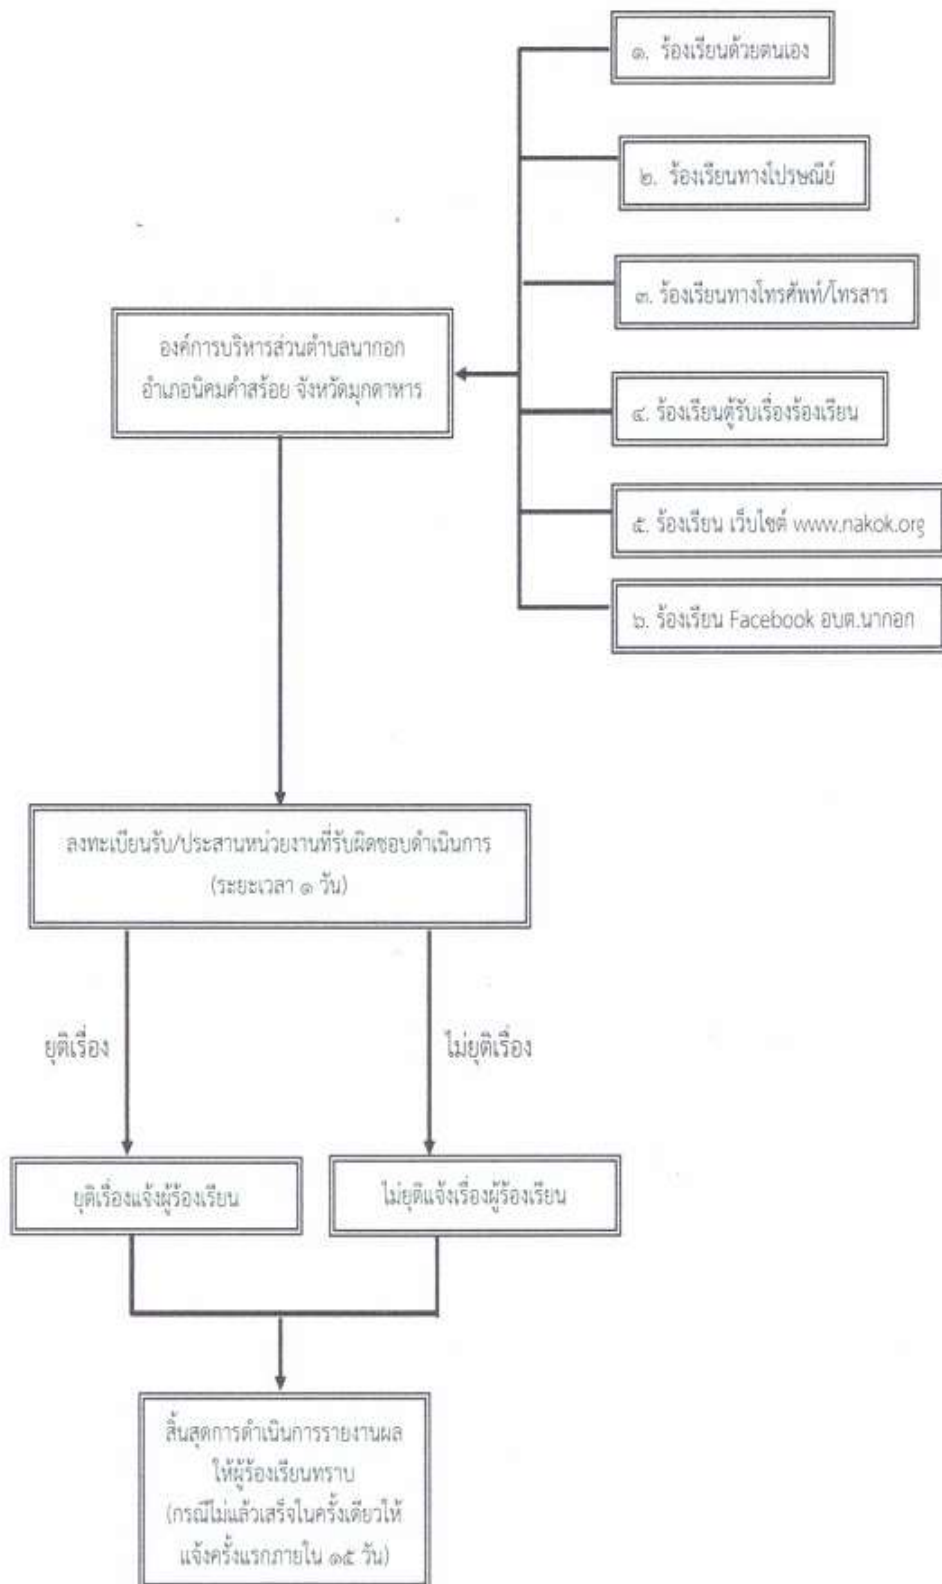 ๑. ร้องเรียนด้วยตนเอง
๒. ร้องเรียนทางไปรษณีย์
๓. ร้องเรียนทางโทรศัพท์/โทรสาร
องค์การบริหารส่วนตำบลนากอก
อำเภอนิคมคำสร้อย จังหวัดมุกดาหาร
๔. ร้องเรียนตู้รับเรื่องร้องเรียน
๕. ร้องเรียน เว็บไซต์ www.nakok.org
๖. ร้องเรียน Facebook อบต.นากอก
ลงทะเบียนรับ/ประสานหน่วยงานที่รับผิดชอบดำเนินการ
(ระยะเวลา ๑ วัน)
ยุติเรื่อง
ไม่ยุติเรื่อง
ยุติเรื่องแจ้งผู้ร้องเรียน
ไม่ยุติแจ้งเรื่องผู้ร้องเรียน
สิ้นสุดการดำเนินการรายงานผล
ให้ผู้ร้องเรียนทราบ
(กรณีไม่แล้วเสร็จในครั้งเดียวให้
แจ้งครั้งแรกภายใน ๑๕ วัน)